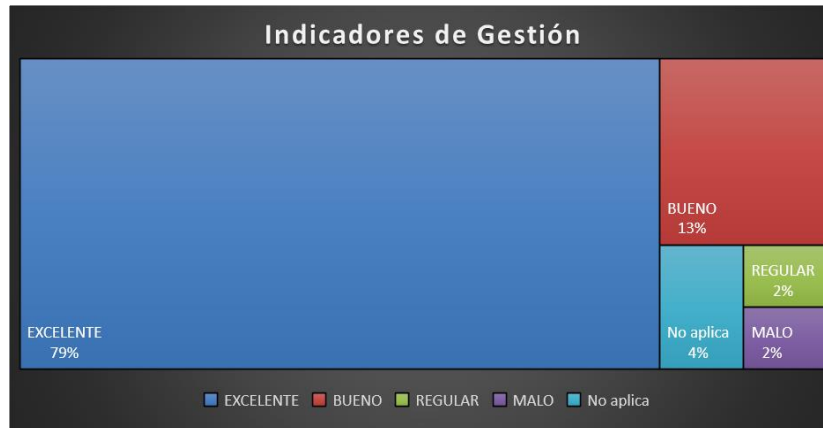 Indicadores de Gestión
EXCELENTE
79%
BUENO
13%
No aplica
4%
REGULAR
2%
MALO
2%
EXCELENTE BUENO REGULAR MALO No aplica